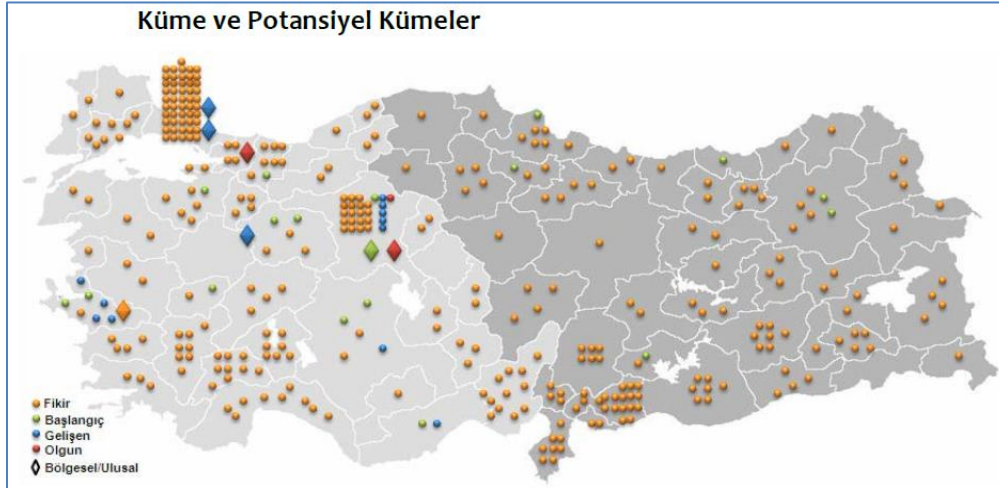 Küme ve Potansiyel Kümeler
Fikir
Başlangıç
Gelişen
Olgun
Bölgesel/Ulusal